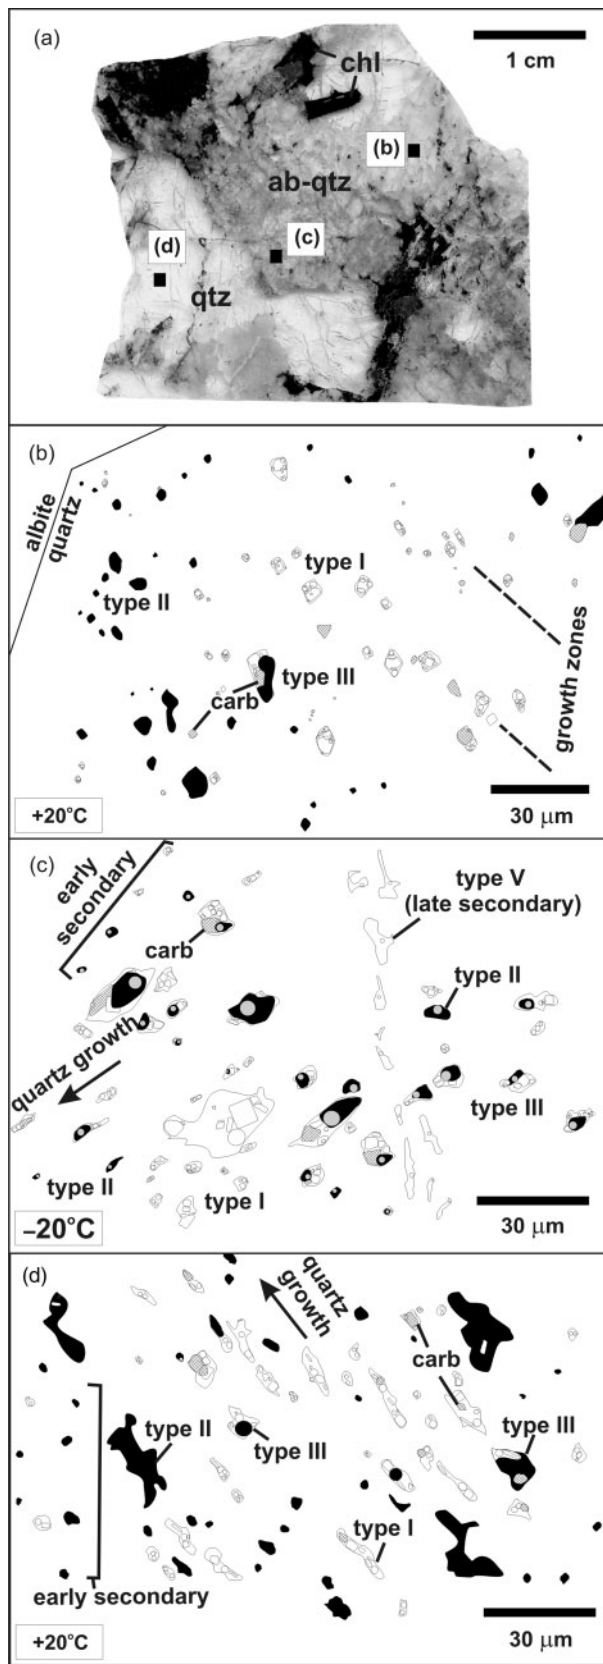 (a)
chl
1 cm
(b)
ab-qtz
(d)
(c)
qtz
(b)
albite
quartz
type I
type II
type III
carb
growth zones
+20°C
30 μm
(c)
early
secondary
type V
(late secondary)
carb
type II
quartz growth
type III
type II
type I
–20°C
30 μm
(d)
quartz
growth
carb
type II
type III
type III
type I
early secondary
+20°C
30 μm